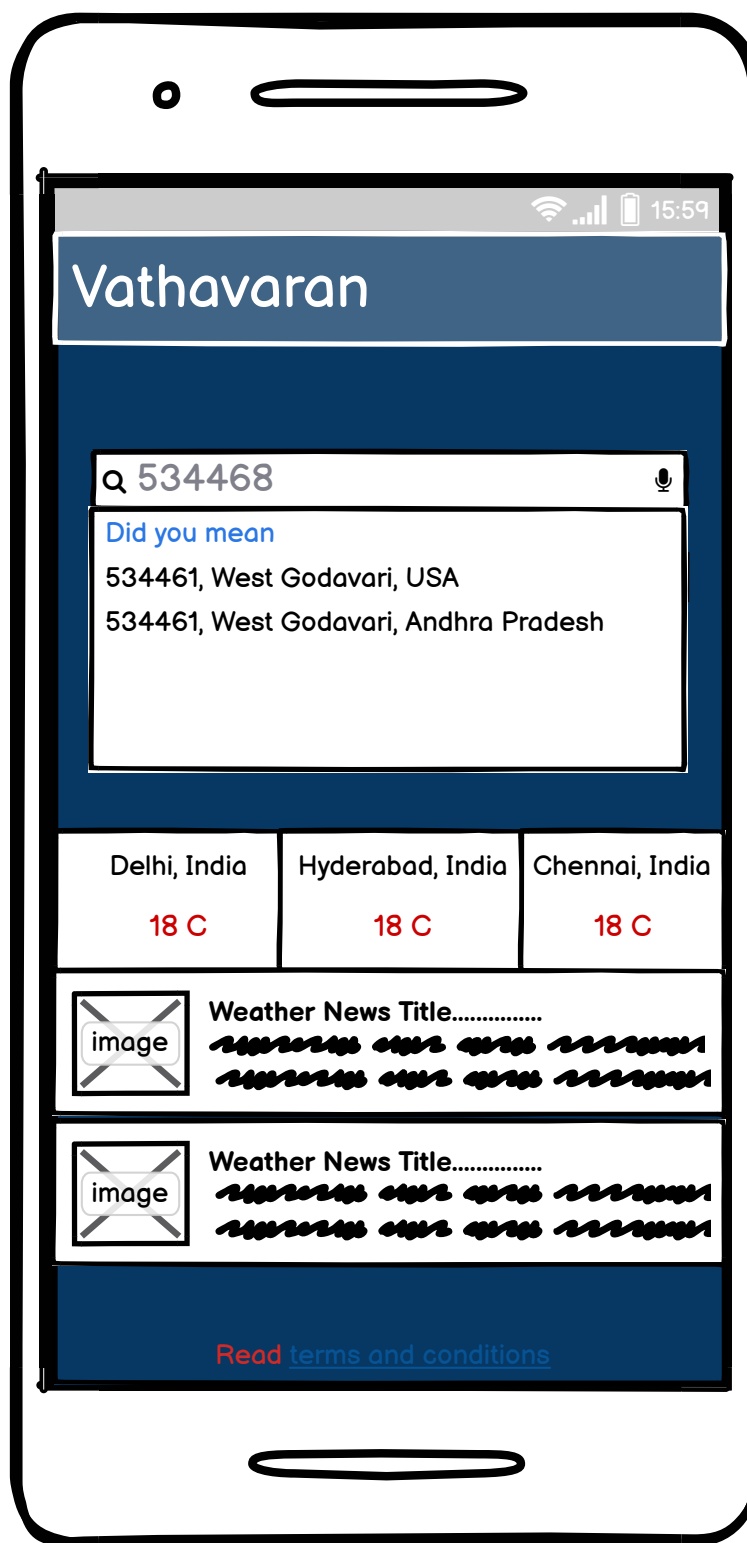 15:59
Vathavaran
534468
Did you mean
534461, West Godavari, USA
534461, West Godavari, Andhra Pradesh
Delhi, India
Hyderabad, India
Chennai, India
18 C
18 C
18 C
image
Weather News Title...............
image
Weather News Title...............
Read terms and conditions